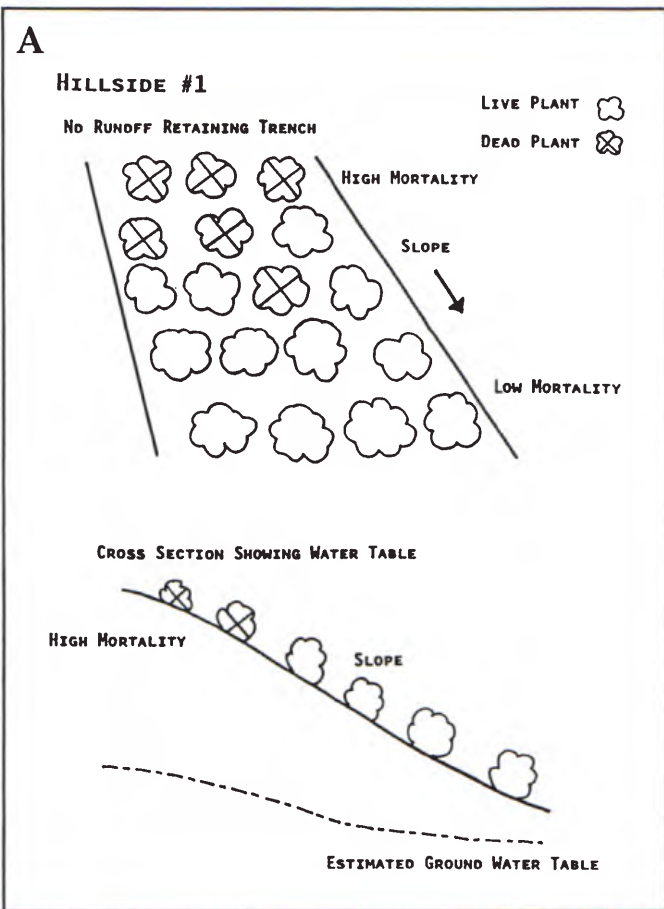 A
HILLSIDE #1
NO RUNOFF RETAINING TRENCH
LIVE PLANT
DEAD PLANT
HIGH MORTALITY
SLOPE
LOW MORTALITY
CROSS SECTION SHOWING WATER TABLE
HIGH MORTALITY
SLOPE
ESTIMATED GROUND WATER TABLE